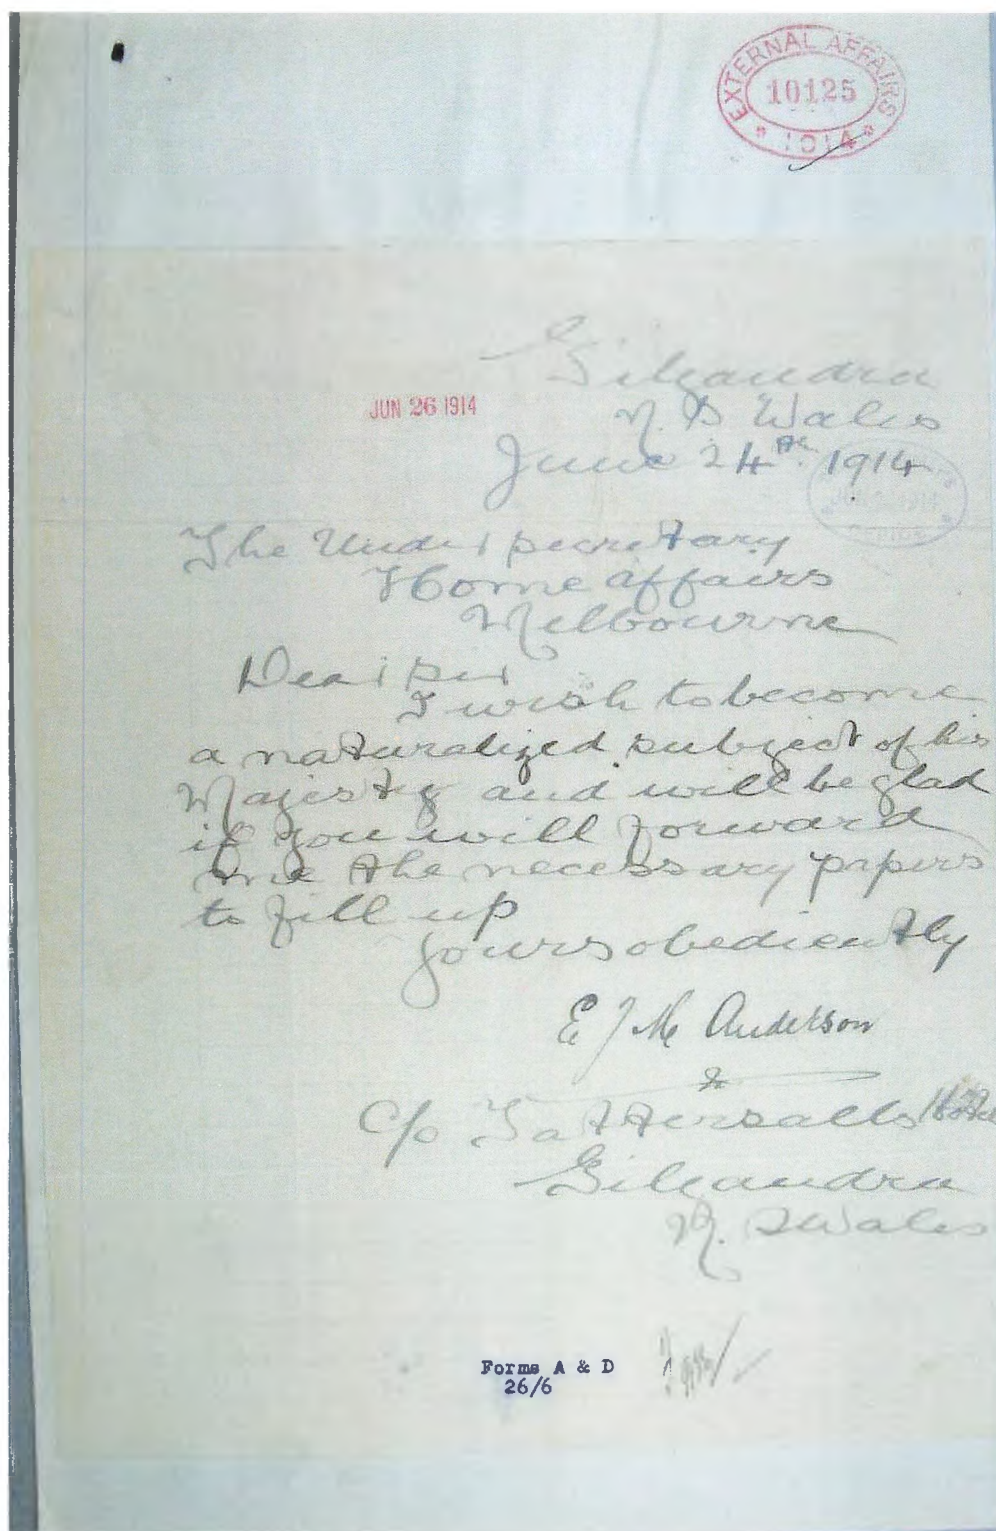 EXTERNAL AFFAIRS
10125
1914
Gilgandra
JUN 26 1914
N. S Wales
June 24th. 1914
The Under Secretary
Home affairs
Melbourne
Dear Sir
I wish to become
a naturalized subject of his
Majesty and will be glad
if you will forward
me the necessary papers
to fill up
yours obediently
E J M Anderson
C/o Tattersalls Hotel
Gilgandra
N. S Wales
Forms A & D
26/6